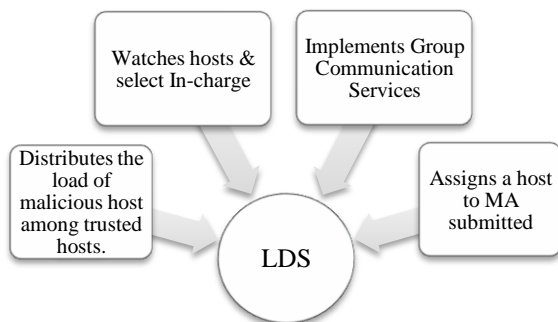 Watches hosts &
select In-charge
Implements Group
Communication
Services
Distributes the
load of
malicious host
among trusted
hosts.
Assigns a host
to MA
submitted
LDS